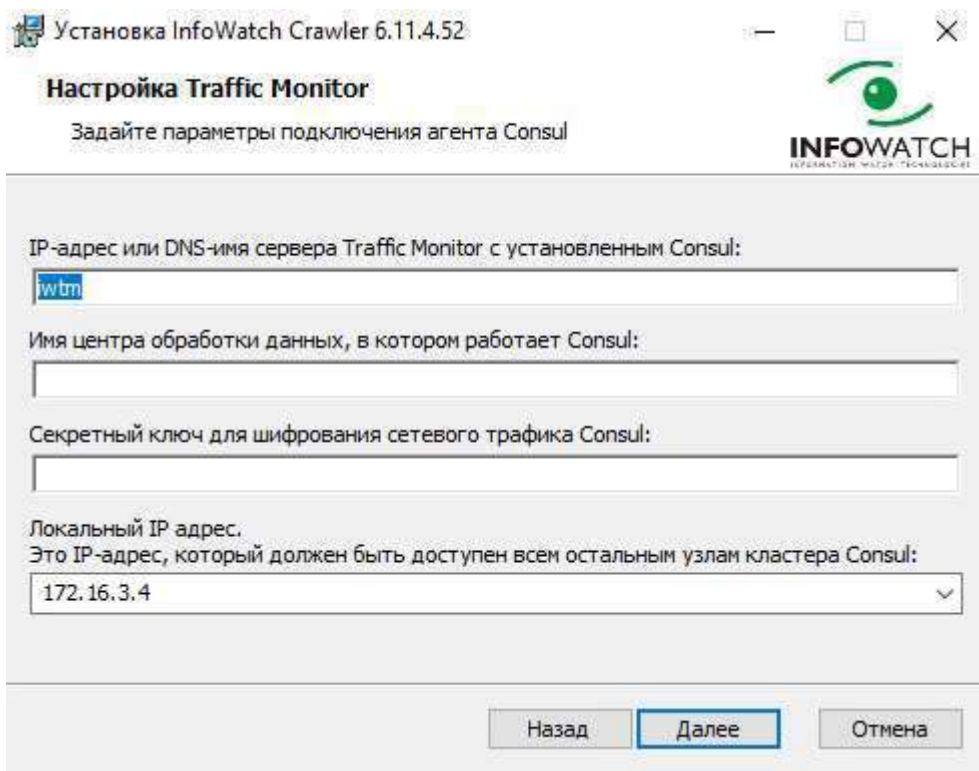 Установка InfoWatch Crawler 6.11.4.52
Настройка Traffic Monitor
Задайте параметры подключения агента Consul
INFOWATCH
INFORMATION WATCH TECHNOLOGIES
IP-адрес или DNS-имя сервера Traffic Monitor с установленным Consul:
iwtm
Имя центра обработки данных, в котором работает Consul:
Секретный ключ для шифрования сетевого трафика Consul:
Локальный IP адрес.
Это IP-адрес, который должен быть доступен всем остальным узлам кластера Consul:
172.16.3.4
Назад
Далее
Отмена